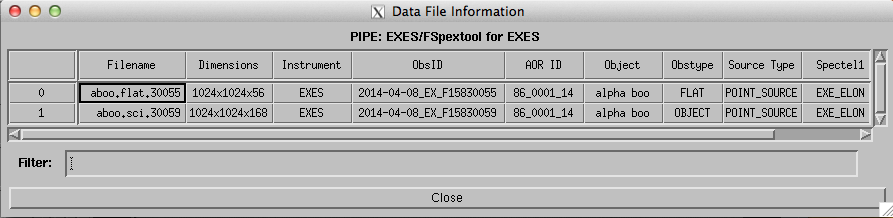 Data File Information
PIPE: EXES/FSpextool for EXES
Filename Dimensions Instrument ObsID AOR ID Object Obstype Source Type Spectel1
0 aboo.flat.30055 1024x1024x56 EXES 2014-04-08_EX_F15830055 86_0001_14 alpha boo FLAT POINT_SOURCE EXE_ELON
1 aboo.sci.30059 1024x1024x168 EXES 2014-04-08_EX_F15830059 86_0001_14 alpha boo OBJECT POINT_SOURCE EXE_ELON
Filter:
Close